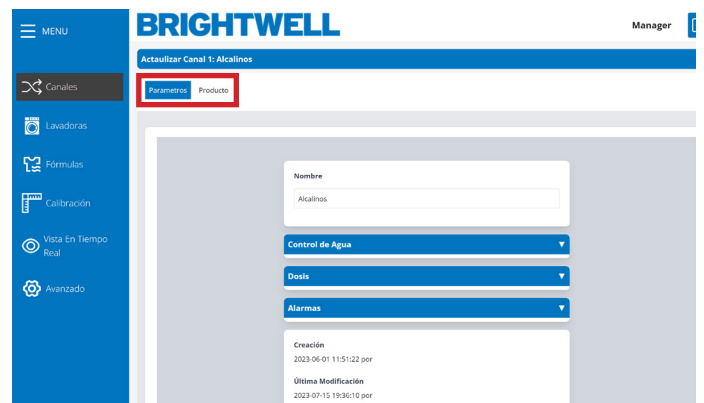 MENU
BRIGHTWELL
Manager
Actaulizar Canal 1: Alcalinos
Canales
Parametros Producto
Lavadoras
Fórmulas
Nombre
Alcalinos
Calibración
Vista En Tiempo
Real
Control de Agua
Dosis
Avanzado
Alarmas
Creación
2023-06-01 11:51:22 por
Última Modificación
2023-07-15 19:36:10 por